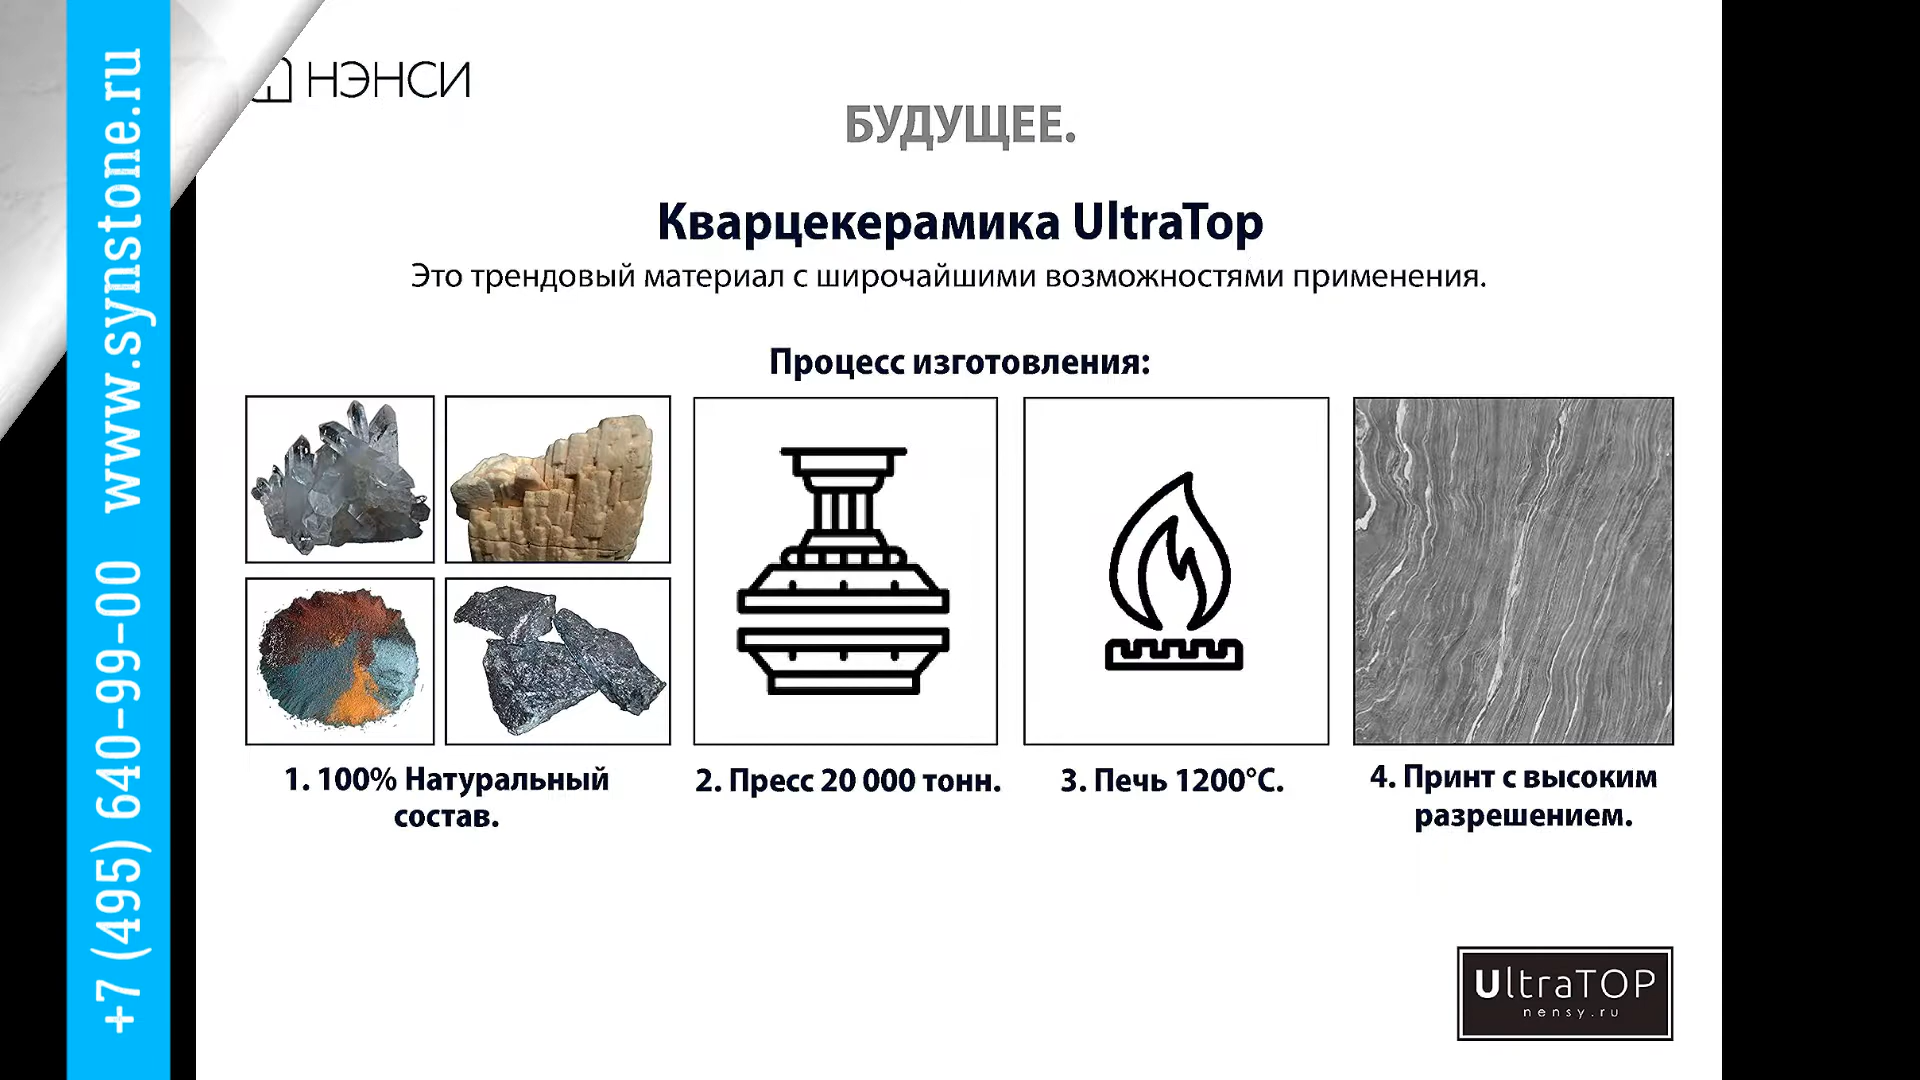 +7 (495) 640-99-00 www.synstone.ru
НЭНСИ
БУДУЩЕЕ.
Кварцекерамика UltraTop
Это трендовый материал с широчайшими возможностями применения.
Процесс изготовления:
1. 100% Натуральный
состав.
2. Пресс 20 000 тонн.
3. Печь 1200°С.
4. Принт с высоким
разрешением.
UltraTOP
nensy.ru